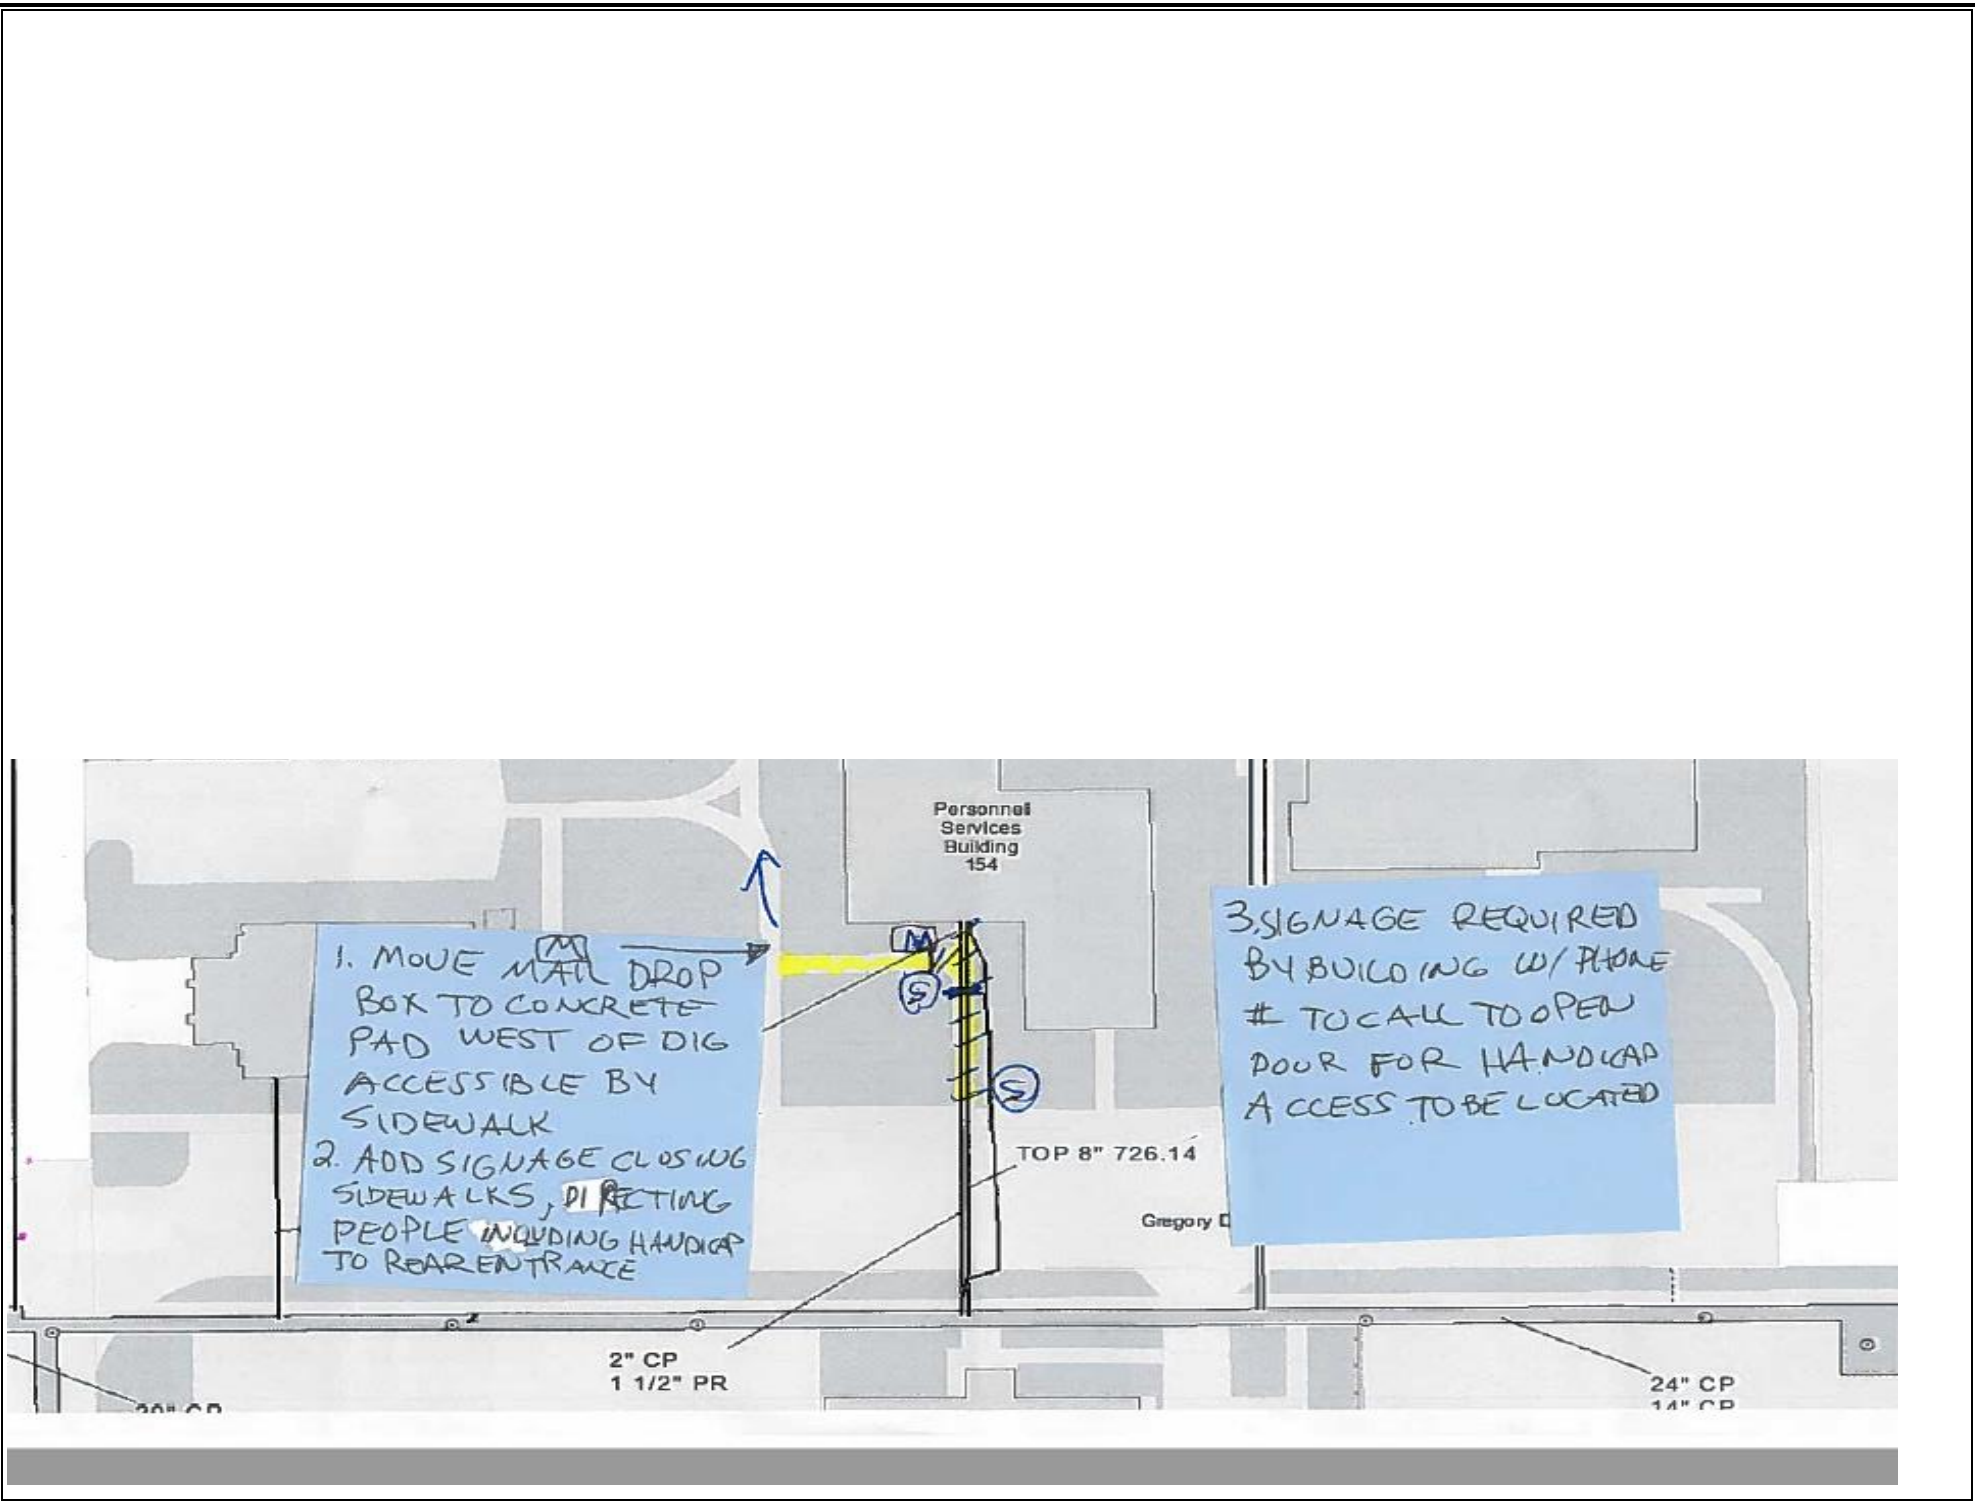 Personnel
Services
Building
154
M
1. MOVE MAIL DROP
BOX TO CONCRETE
PAD WEST OF DIG
ACCESSIBLE BY
SIDEWALK
2. ADD SIGNAGE CLOSING
SIDEWALKS, DIRECTING
PEOPLE INCLUDING HANDICAP
TO REAR ENTRANCE
M
S
S
3. SIGNAGE REQUIRED
BY BUILDING W/ PHONE
# TO CALL TO OPEN
DOOR FOR HANDICAP
ACCESS TO BE LOCATED
TOP 8" 726.14
Gregory D
2" CP
1 1/2" PR
24" CP
14" CP